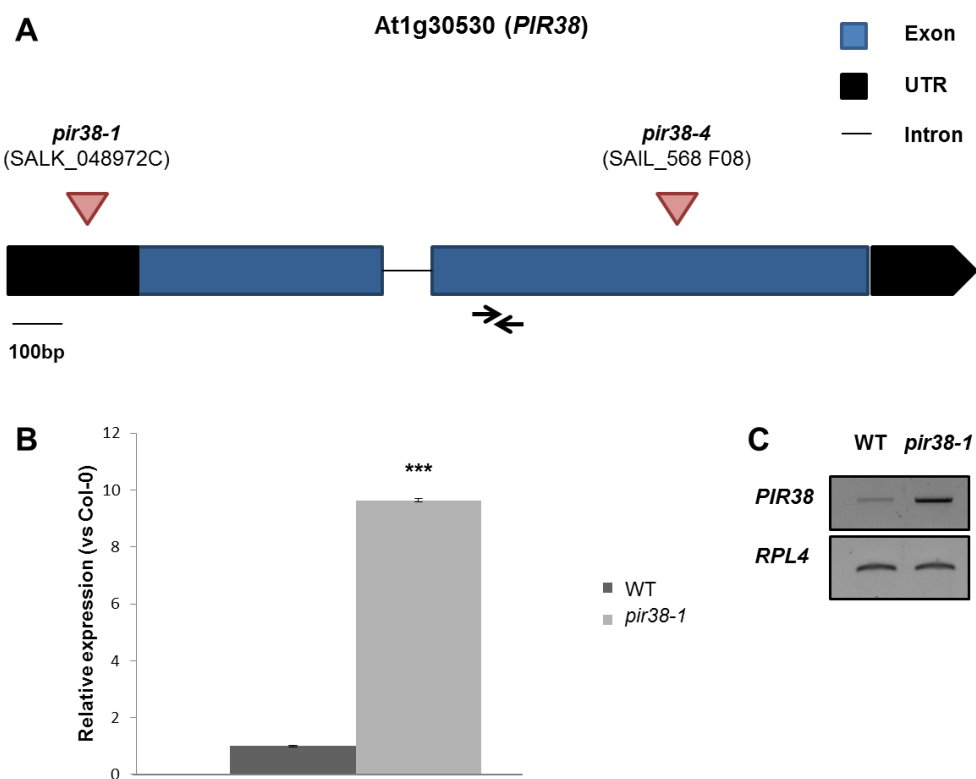 A
At1g30530 (PIR38)
Exon
UTR
Intron
pir38-1
(SALK_048972C)
pir38-4
(SAIL_568 F08)
100bp
B
Relative expression (vs Col-0)
12
10
8
6
4
2
0
***
WT
pir38-1
C
WT pir38-1
PIR38
RPL4